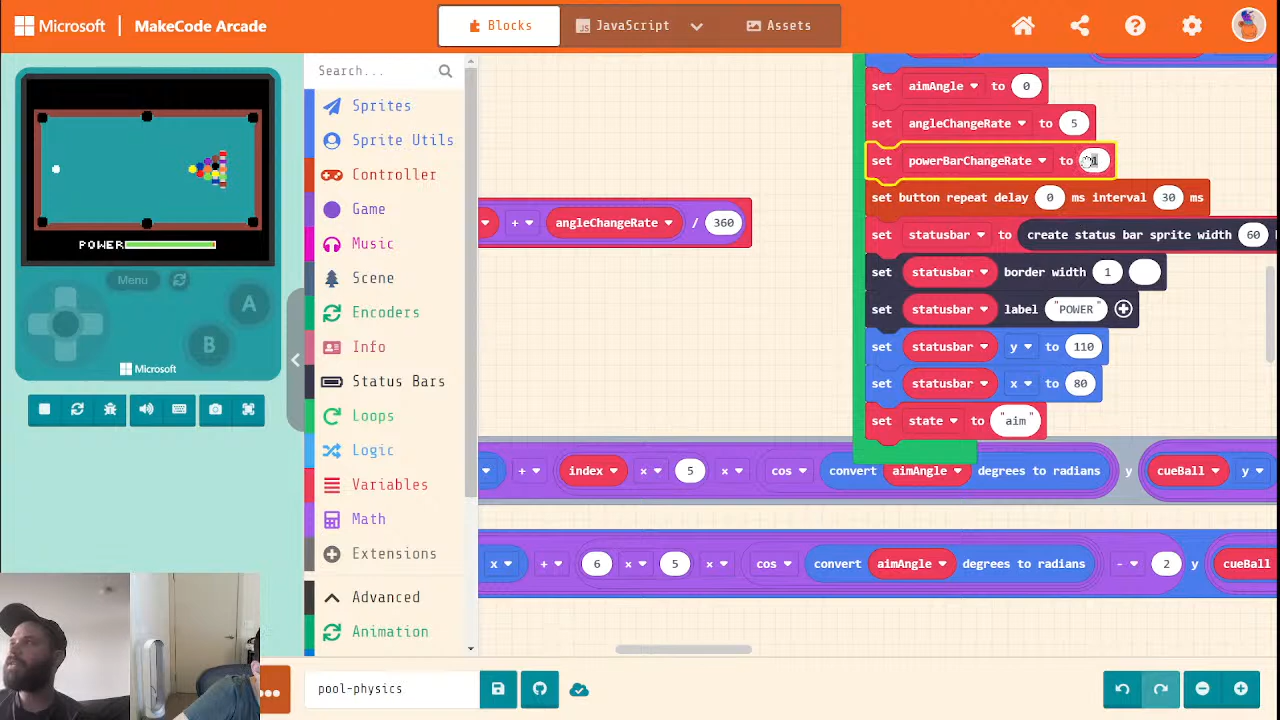 Microsoft MakeCode Arcade
Blocks
JavaScript
Assets
Search...
Sprites
Sprite Utils
Controller
Game
Music
Scene
Encoders
Info
Status Bars
Loops
Logic
Variables
Math
Extensions
Advanced
Animation
POWER
Menu
A
B
Microsoft
set aimAngle to 0
set angleChangeRate to 5
set powerBarChangeRate to 1
set button repeat delay 0 ms interval 30 ms
set statusbar to create status bar sprite width 60
set statusbar border width 1
set statusbar label "POWER"
set statusbar y to 110
set statusbar x to 80
set state to "aim"
+ angleChangeRate / 360
+ index × 5 × cos convert aimAngle degrees to radians y cueBall y
x + 6 × 5 × cos convert aimAngle degrees to radians - 2 y cueBall
pool-physics